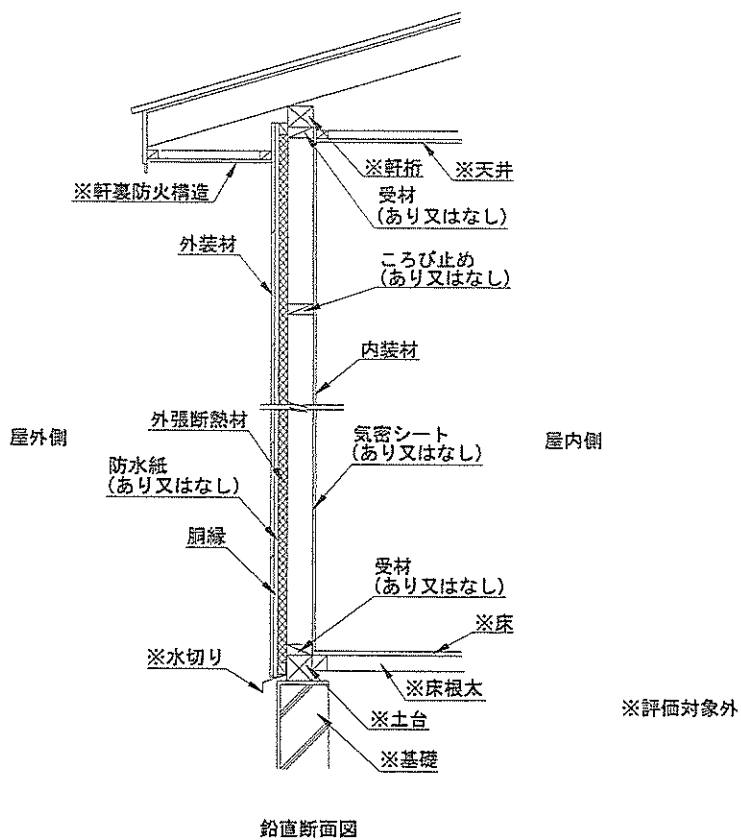 ※軒桁
※天井
※軒裏防火構造
受材
(あり又はなし)
外装材
ころび止め
(あり又はなし)
内装材
屋外側
外張断熱材
気密シート
(あり又はなし)
屋内側
防水紙
(あり又はなし)
胴縁
受材
(あり又はなし)
※床
※水切り
※床根太
※土台
※評価対象外
※基礎
鉛直断面図